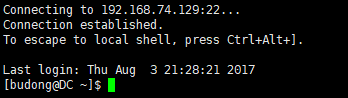 Connecting to 192.168.74.129:22...
Connection established.
To escape to local shell, press Ctrl+Alt+].
Last login: Thu Aug  3 21:28:21 2017
[budong@DC ~]$